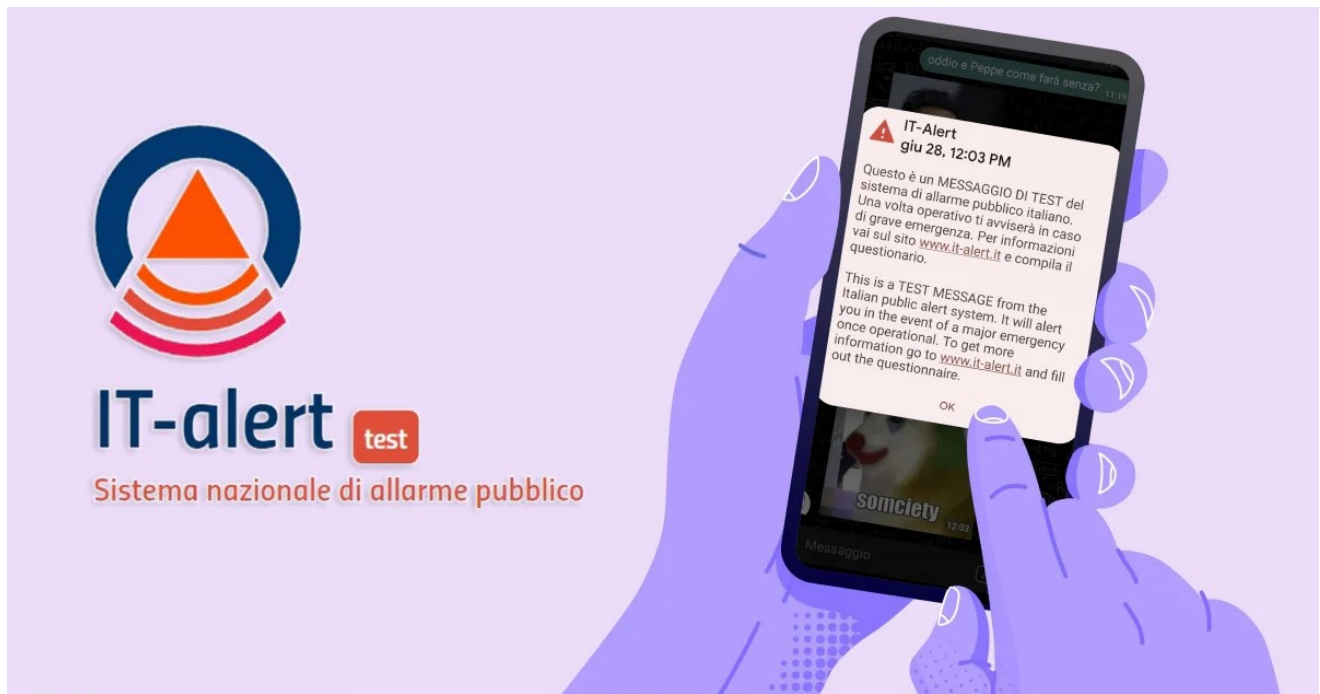 IT-alert test
Sistema nazionale di allarme pubblico
oddio e Peppe come farà senza? 11:19
IT-Alert
giu 28, 12:03 PM
Questo è un MESSAGGIO DI TEST del
sistema di allarme pubblico italiano.
Una volta operativo ti avviserà in caso
di grave emergenza. Per informazioni
vai sul sito www.it-alert.it e compila il
questionario.
This is a TEST MESSAGE from the
Italian public alert system. It will alert
you in the event of a major emergency
once operational. To get more
information go to www.it-alert.it and fill
out the questionnaire.
OK
somciety
12:03
Messaggio